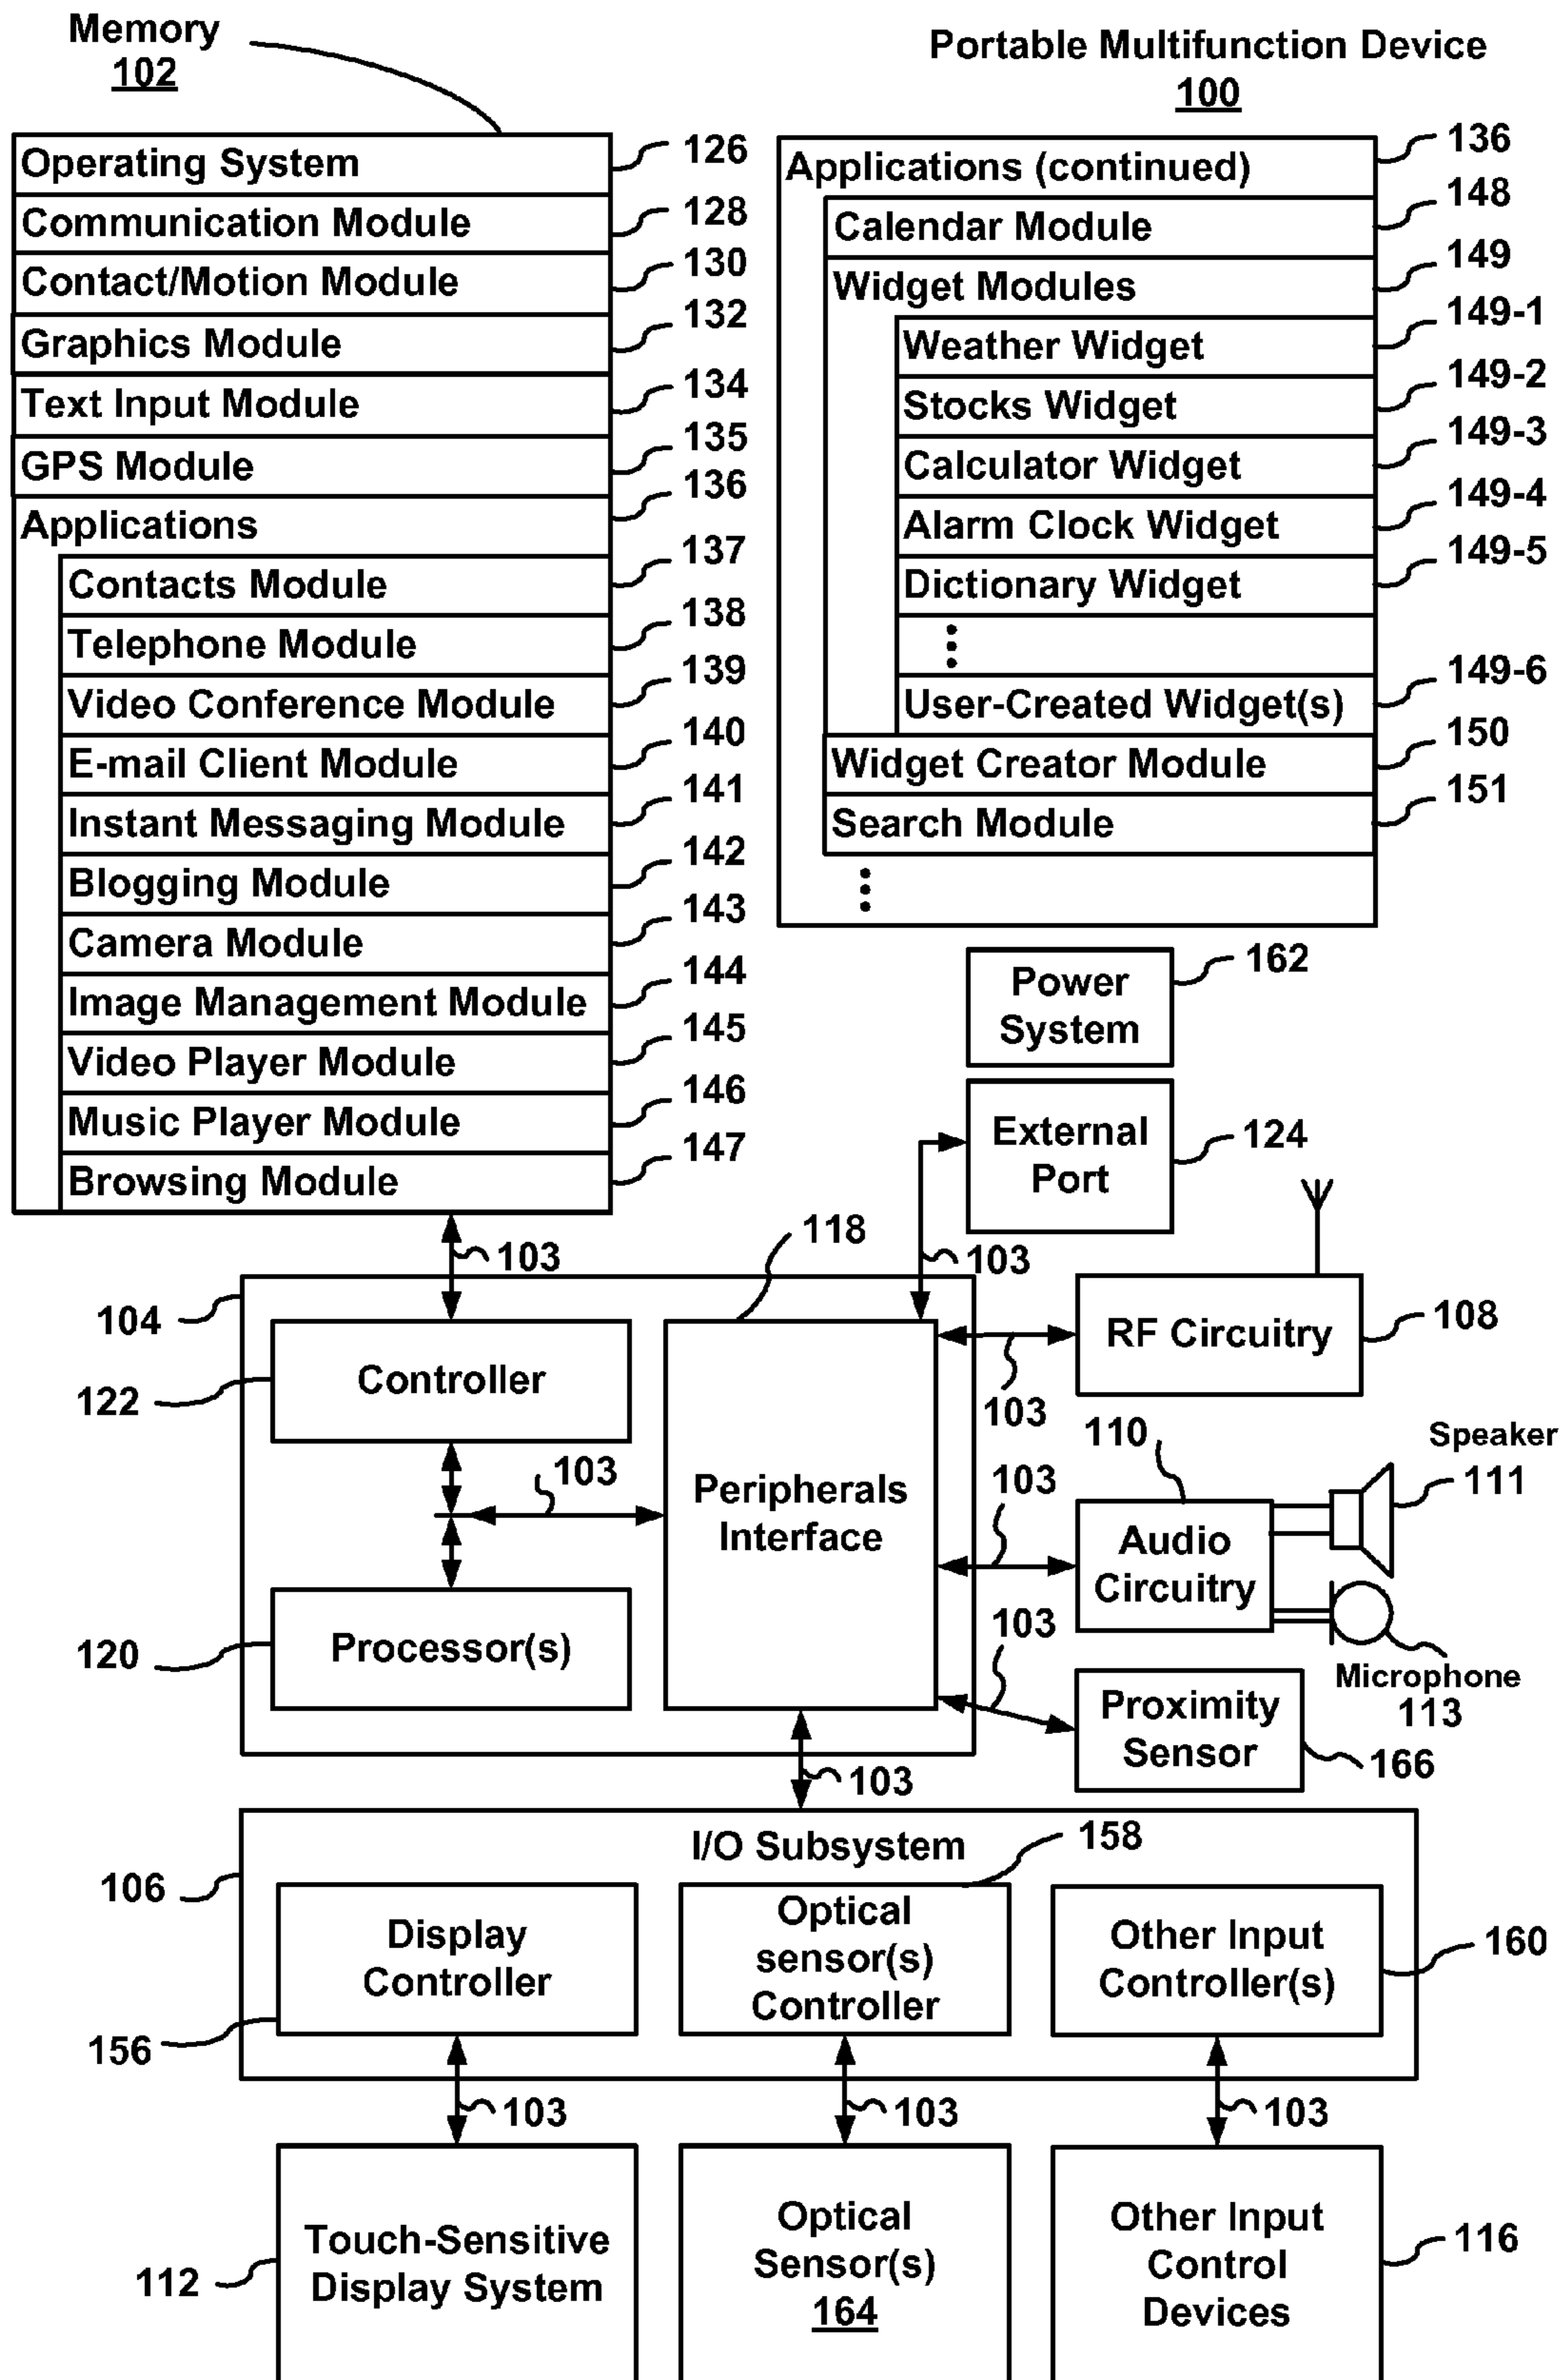 Memory
102
Portable Multifunction Device
100
Operating System 126
Communication Module 128
Contact/Motion Module 130
Graphics Module 132
Text Input Module 134
GPS Module 135
Applications 136
Contacts Module 137
Telephone Module 138
Video Conference Module 139
E-mail Client Module 140
Instant Messaging Module 141
Blogging Module 142
Camera Module 143
Image Management Module 144
Video Player Module 145
Music Player Module 146
Browsing Module 147
Applications (continued) 136
Calendar Module 148
Widget Modules 149
Weather Widget 149-1
Stocks Widget 149-2
Calculator Widget 149-3
Alarm Clock Widget 149-4
Dictionary Widget 149-5
User-Created Widget(s) 149-6
Widget Creator Module 150
Search Module 151
Power
System
162
External
Port
124
103
118
103
104
Controller
122
RF Circuitry
108
103
103
Peripherals
Interface
110
Speaker
111
103
Audio
Circuitry
Processor(s)
120
103
Microphone
113
Proximity
Sensor
166
103
I/O Subsystem
158
106
Display
Controller
156
Optical
sensor(s)
Controller
Other Input
Controller(s)
160
103
103
103
Touch-Sensitive
Display System
112
Optical
Sensor(s)
164
Other Input
Control
Devices
116